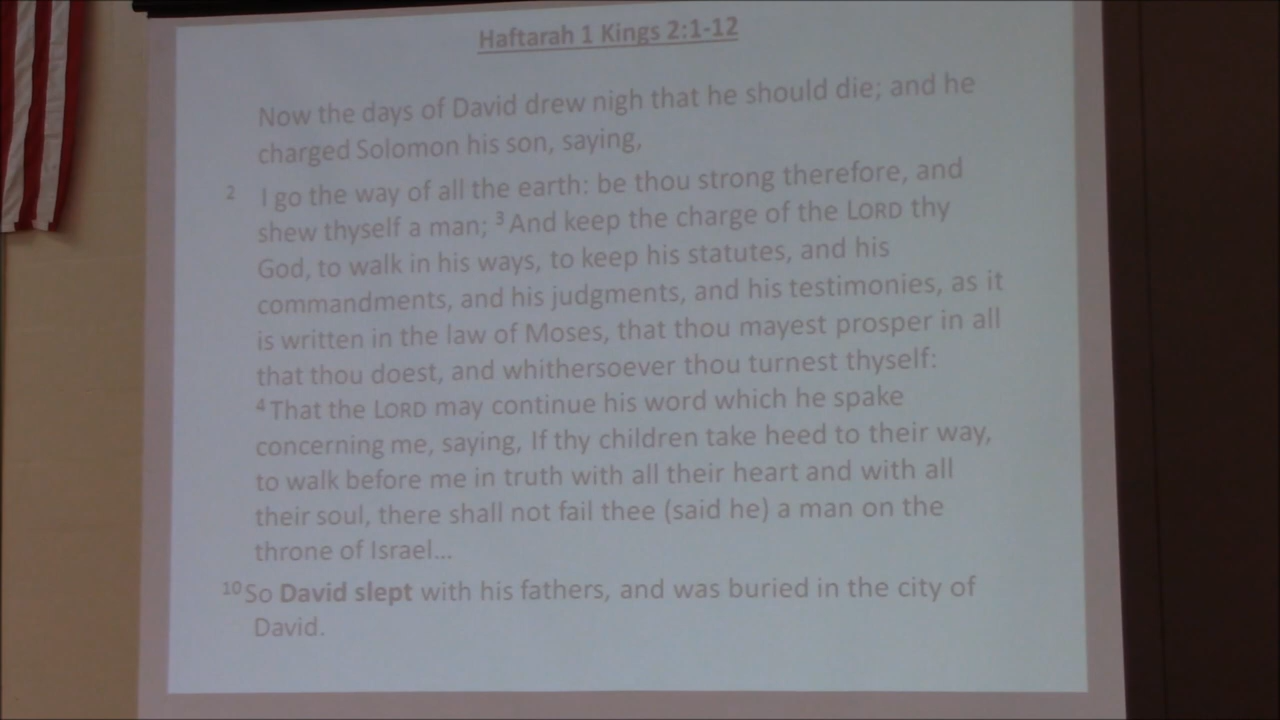 Haftarah 1 Kings 2:1-12
Now the days of David drew nigh that he should die; and he
charged Solomon his son, saying,
2 I go the way of all the earth: be thou strong therefore, and
shew thyself a man; 3 And keep the charge of the LORD thy
God, to walk in his ways, to keep his statutes, and his
commandments, and his judgments, and his testimonies, as it
is written in the law of Moses, that thou mayest prosper in all
that thou doest, and whithersoever thou turnest thyself:
4 That the LORD may continue his word which he spake
concerning me, saying, If thy children take heed to their way,
to walk before me in truth with all their heart and with all
their soul, there shall not fail thee (said he) a man on the
throne of Israel...
10 So David slept with his fathers, and was buried in the city of
David.